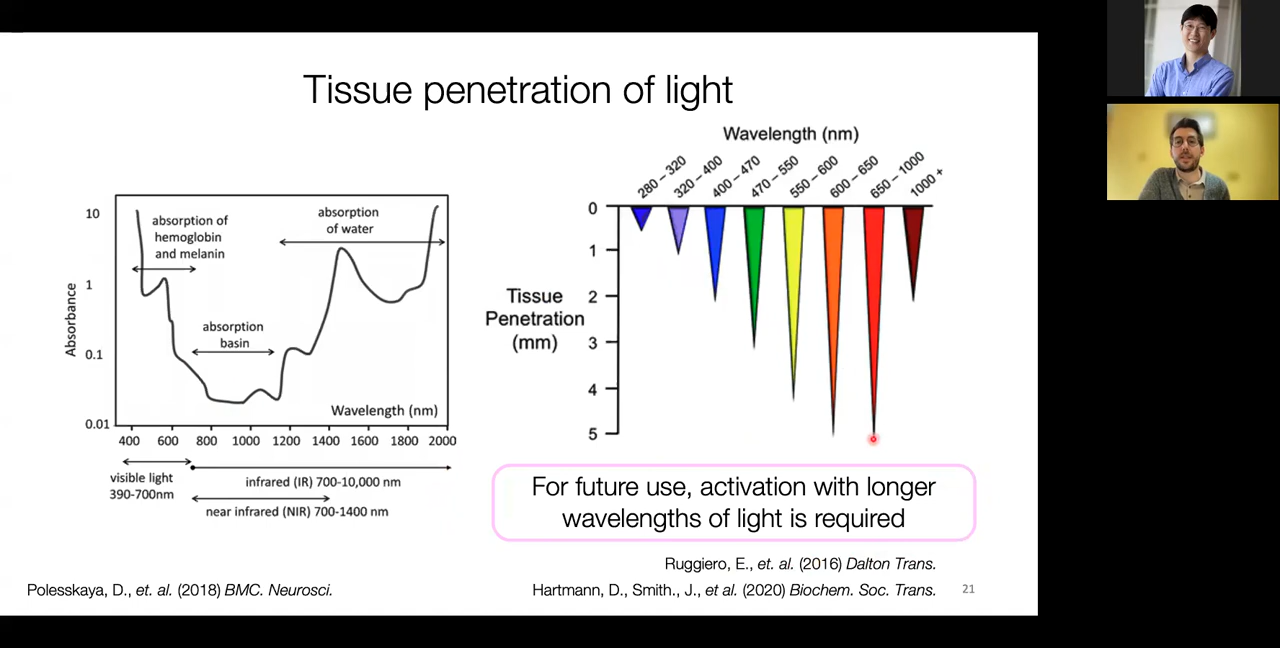 Tissue penetration of light
absorption of
hemoglobin
and melanin
absorption
of water
absorption
basin
Absorbance
10
1
0.1
0.01
Wavelength (nm)
400 600 800 1000 1200 1400 1600 1800 2000
visible light
390-700nm
infrared (IR) 700-10,000 nm
near infrared (NIR) 700-1400 nm
Wavelength (nm)
280 – 320
320 – 400
400 – 470
470 – 550
550 – 600
600 – 650
650 – 1000
1000 +
Tissue
Penetration
(mm)
0
1
2
3
4
5
For future use, activation with longer
wavelengths of light is required
Ruggiero, E., et. al. (2016) Dalton Trans.
Polesskaya, D., et. al. (2018) BMC. Neurosci.
Hartmann, D., Smith., J., et al. (2020) Biochem. Soc. Trans.
21